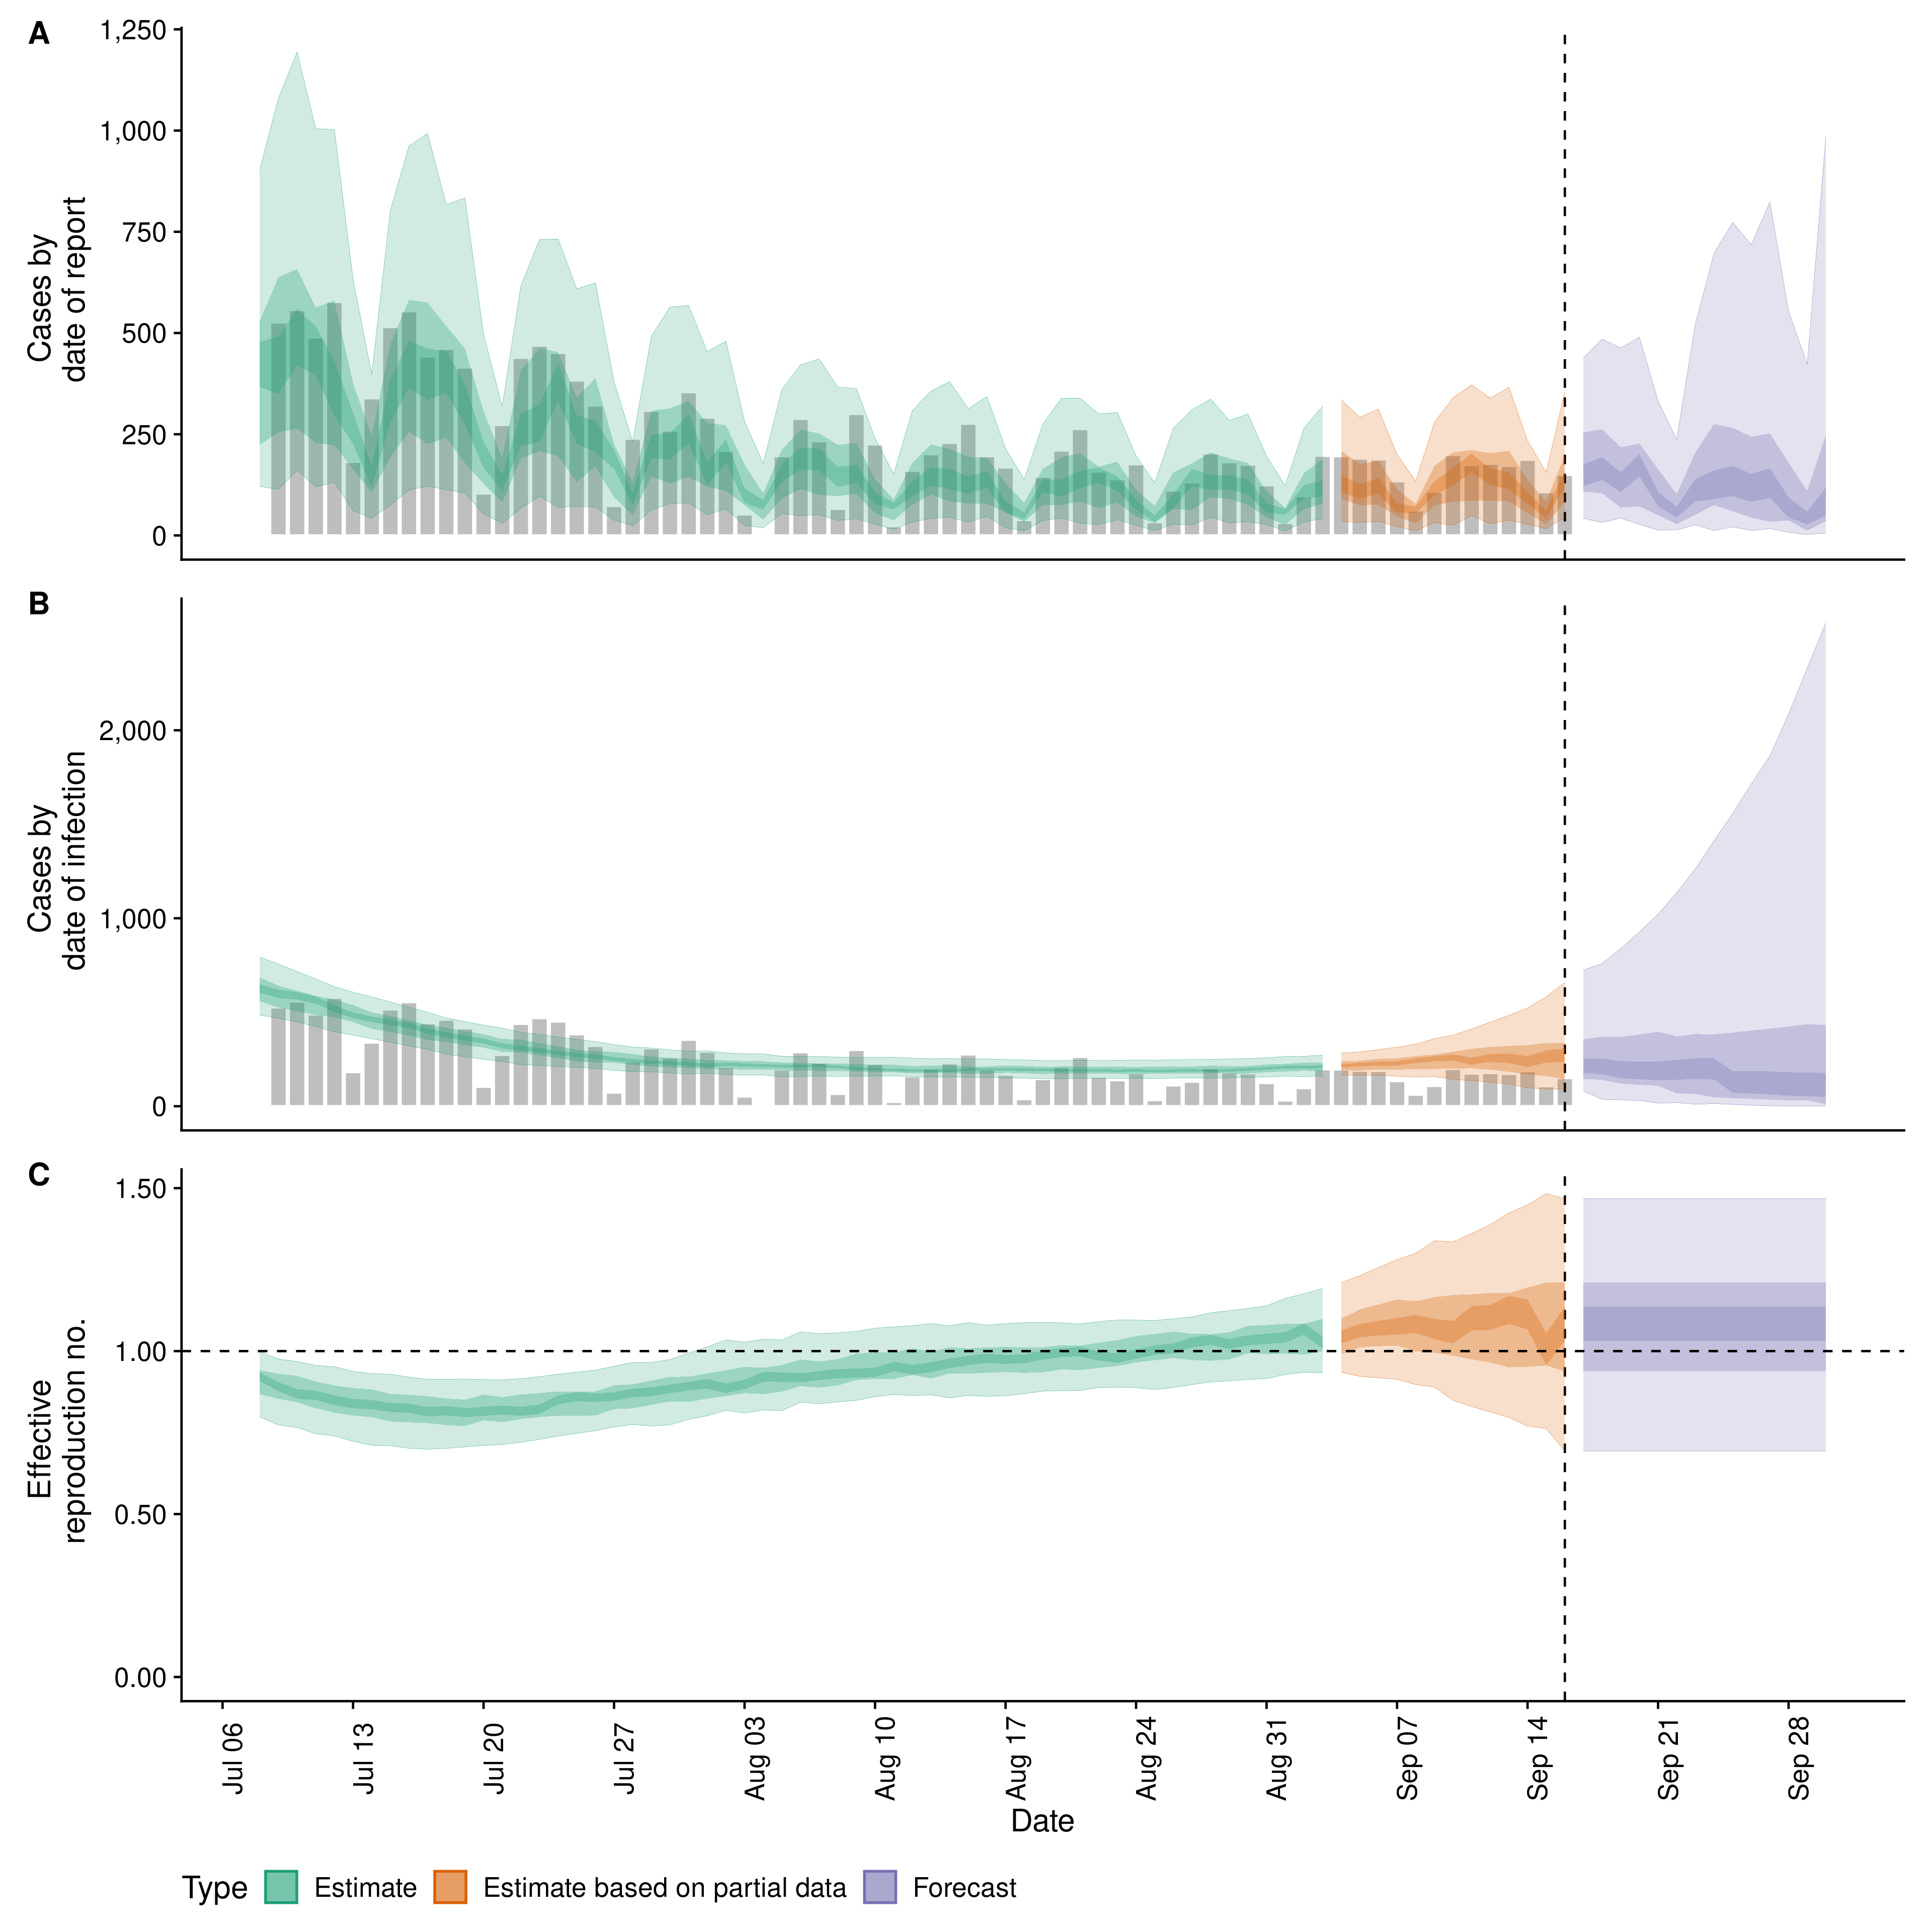 A
Cases by
date of report
1,250
1,000
750
500
250
0
B
Cases by
date of infection
2,000
1,000
0
C
Effective
reproduction no.
1.50
1.00
0.50
0.00
Jul 06
Jul 13
Jul 20
Jul 27
Aug 03
Aug 10
Aug 17
Aug 24
Aug 31
Sep 07
Sep 14
Sep 21
Sep 28
Date
Type Estimate Estimate based on partial data Forecast